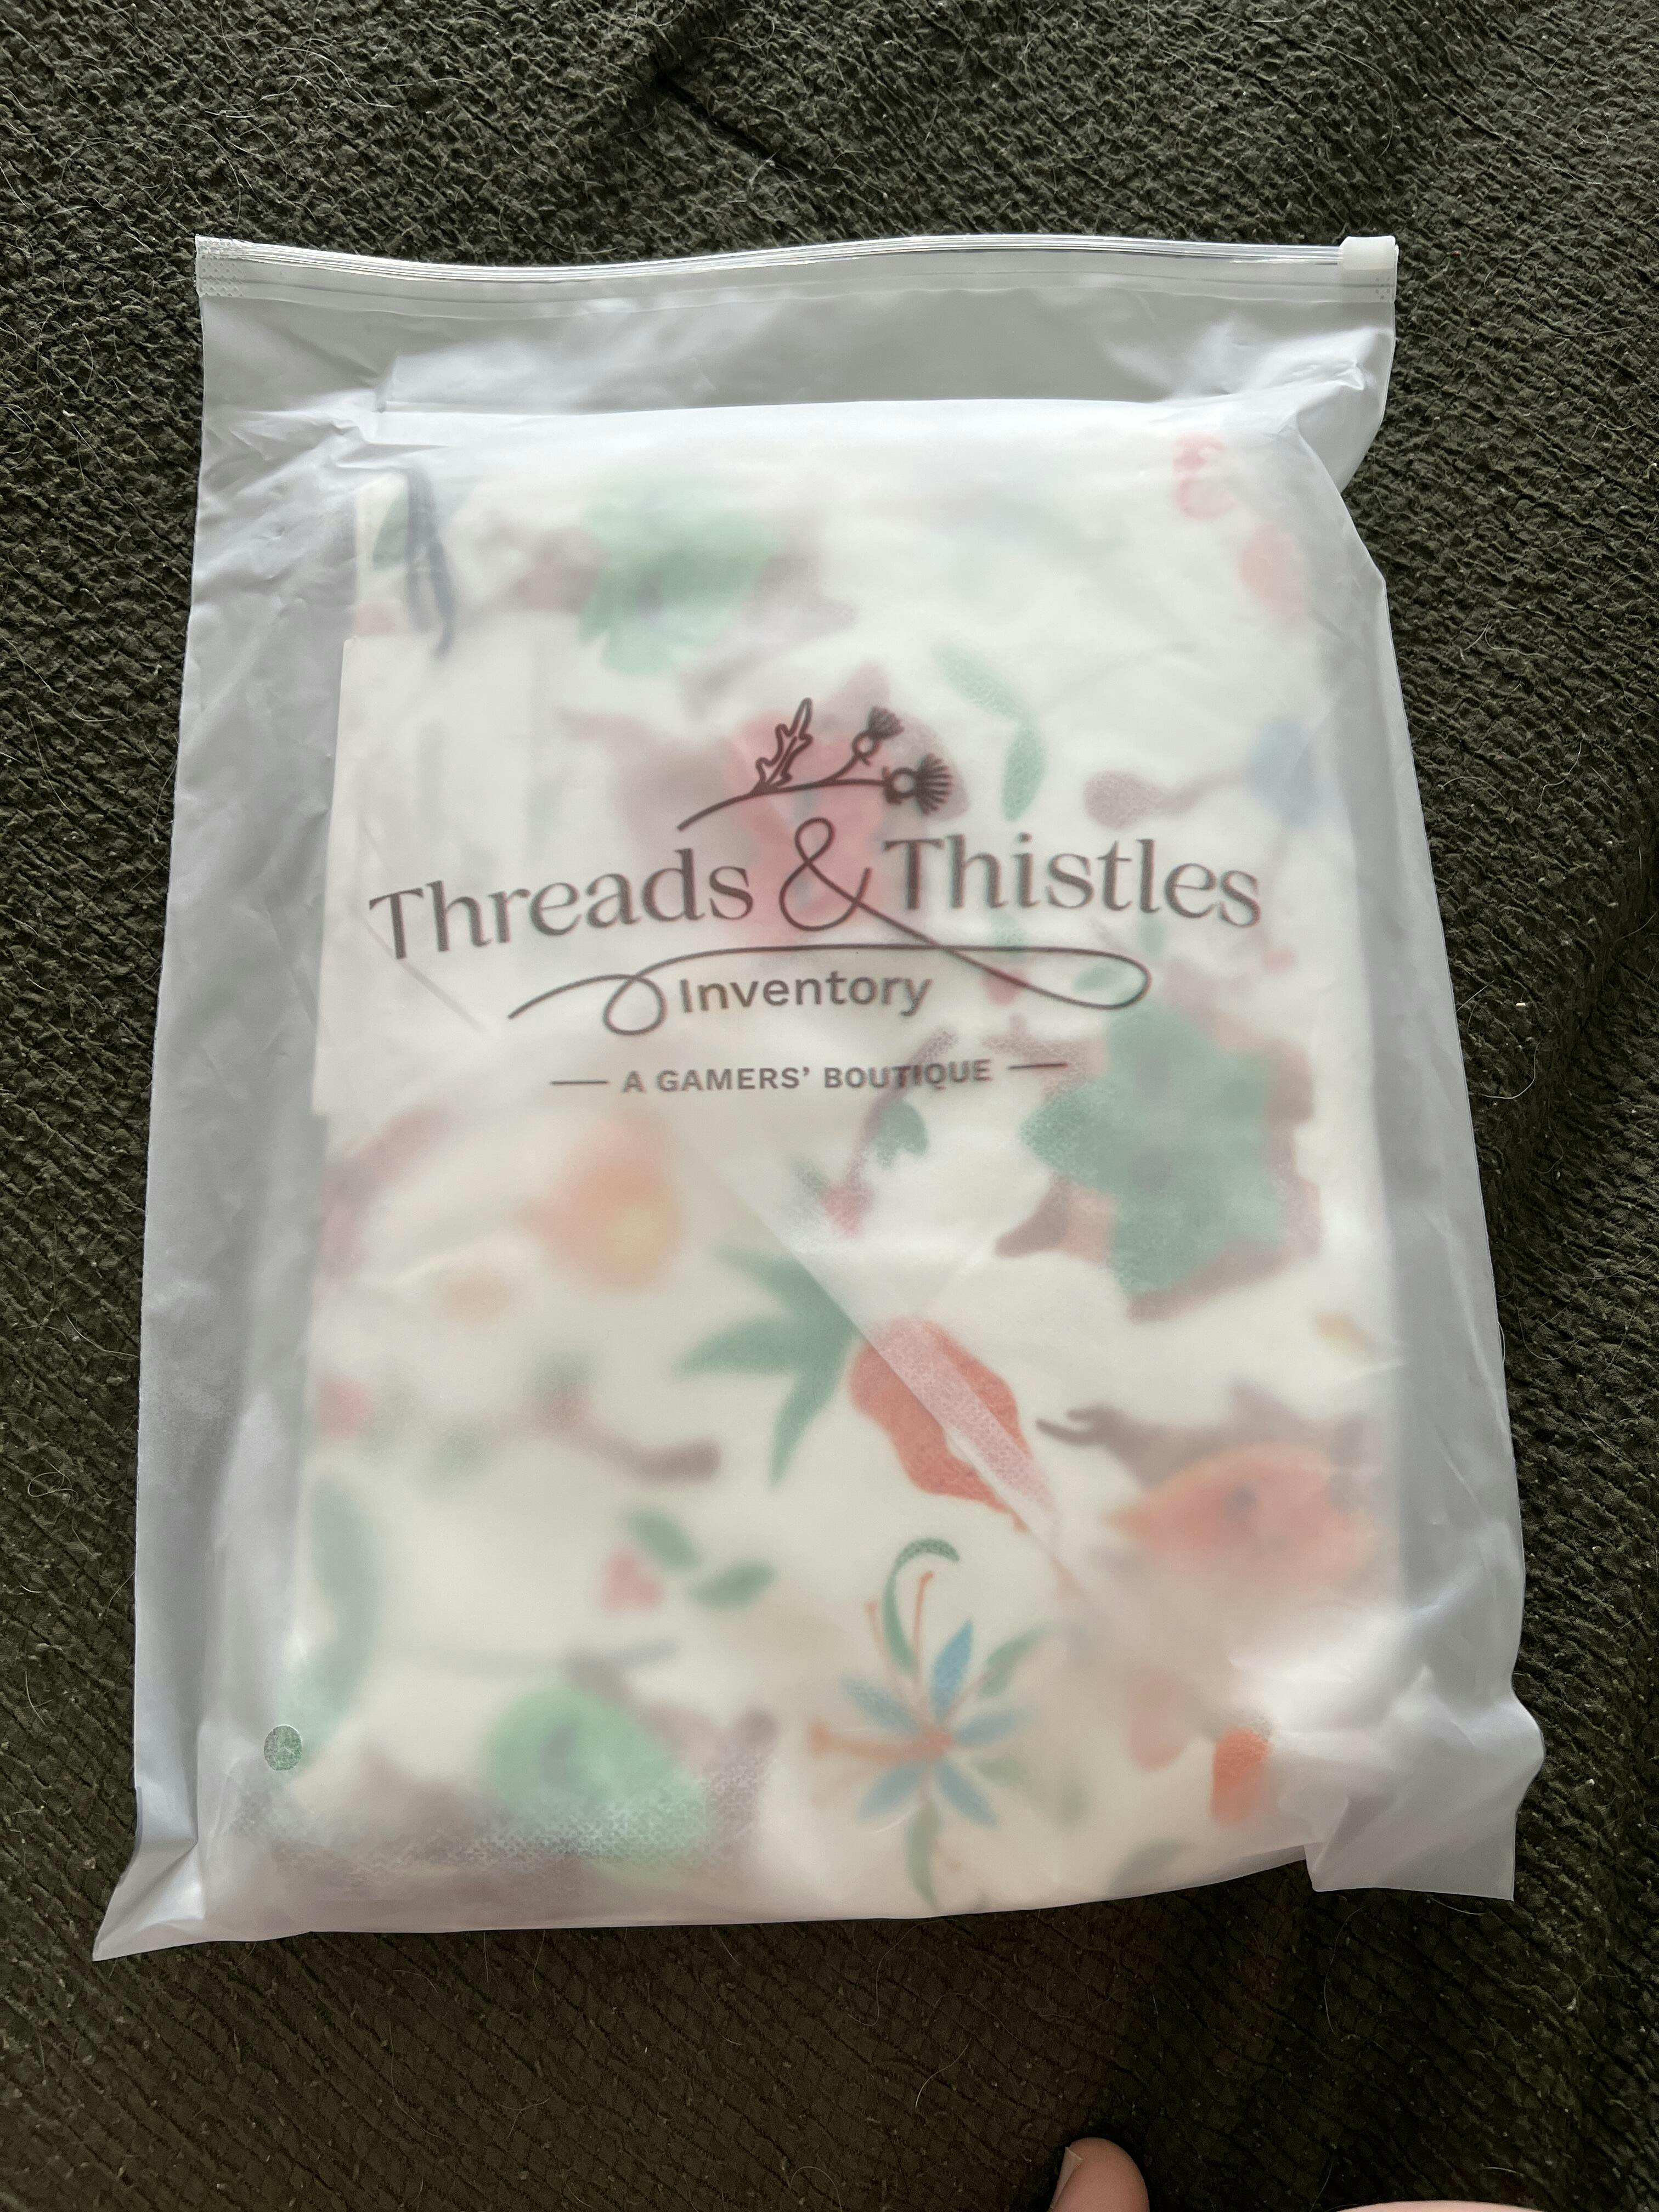 Threads & Thistles
Inventory
— A GAMERS' BOUTIQUE —